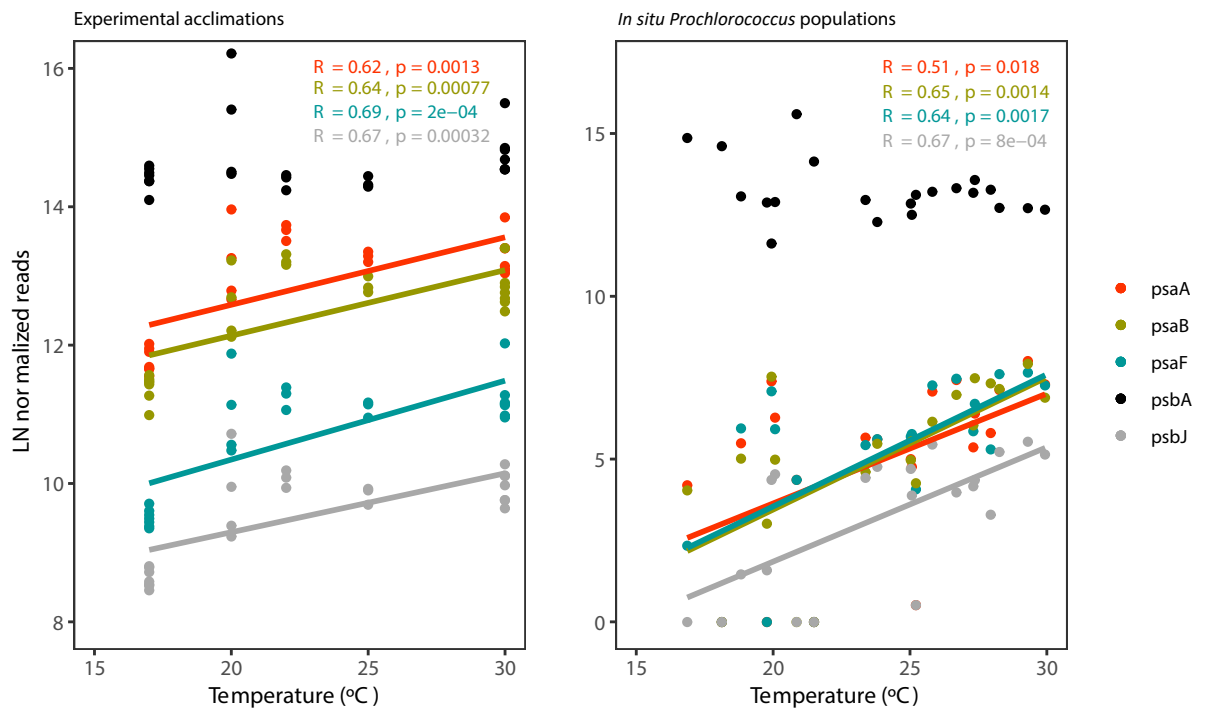 Experimental acclimations
In situ Prochlorococcus populations
R = 0.62 , p = 0.0013
R = 0.64 , p = 0.00077
R = 0.69 , p = 2e−04
R = 0.67 , p = 0.00032
R = 0.51 , p = 0.018
R = 0.65 , p = 0.0014
R = 0.64 , p = 0.0017
R = 0.67 , p = 8e−04
LN nor malized reads
16
14
12
10
8
15
20
25
30
Temperature (ºC )
15
10
5
0
15
20
25
30
Temperature (ºC )
psaA
psaB
psaF
psbA
psbJ